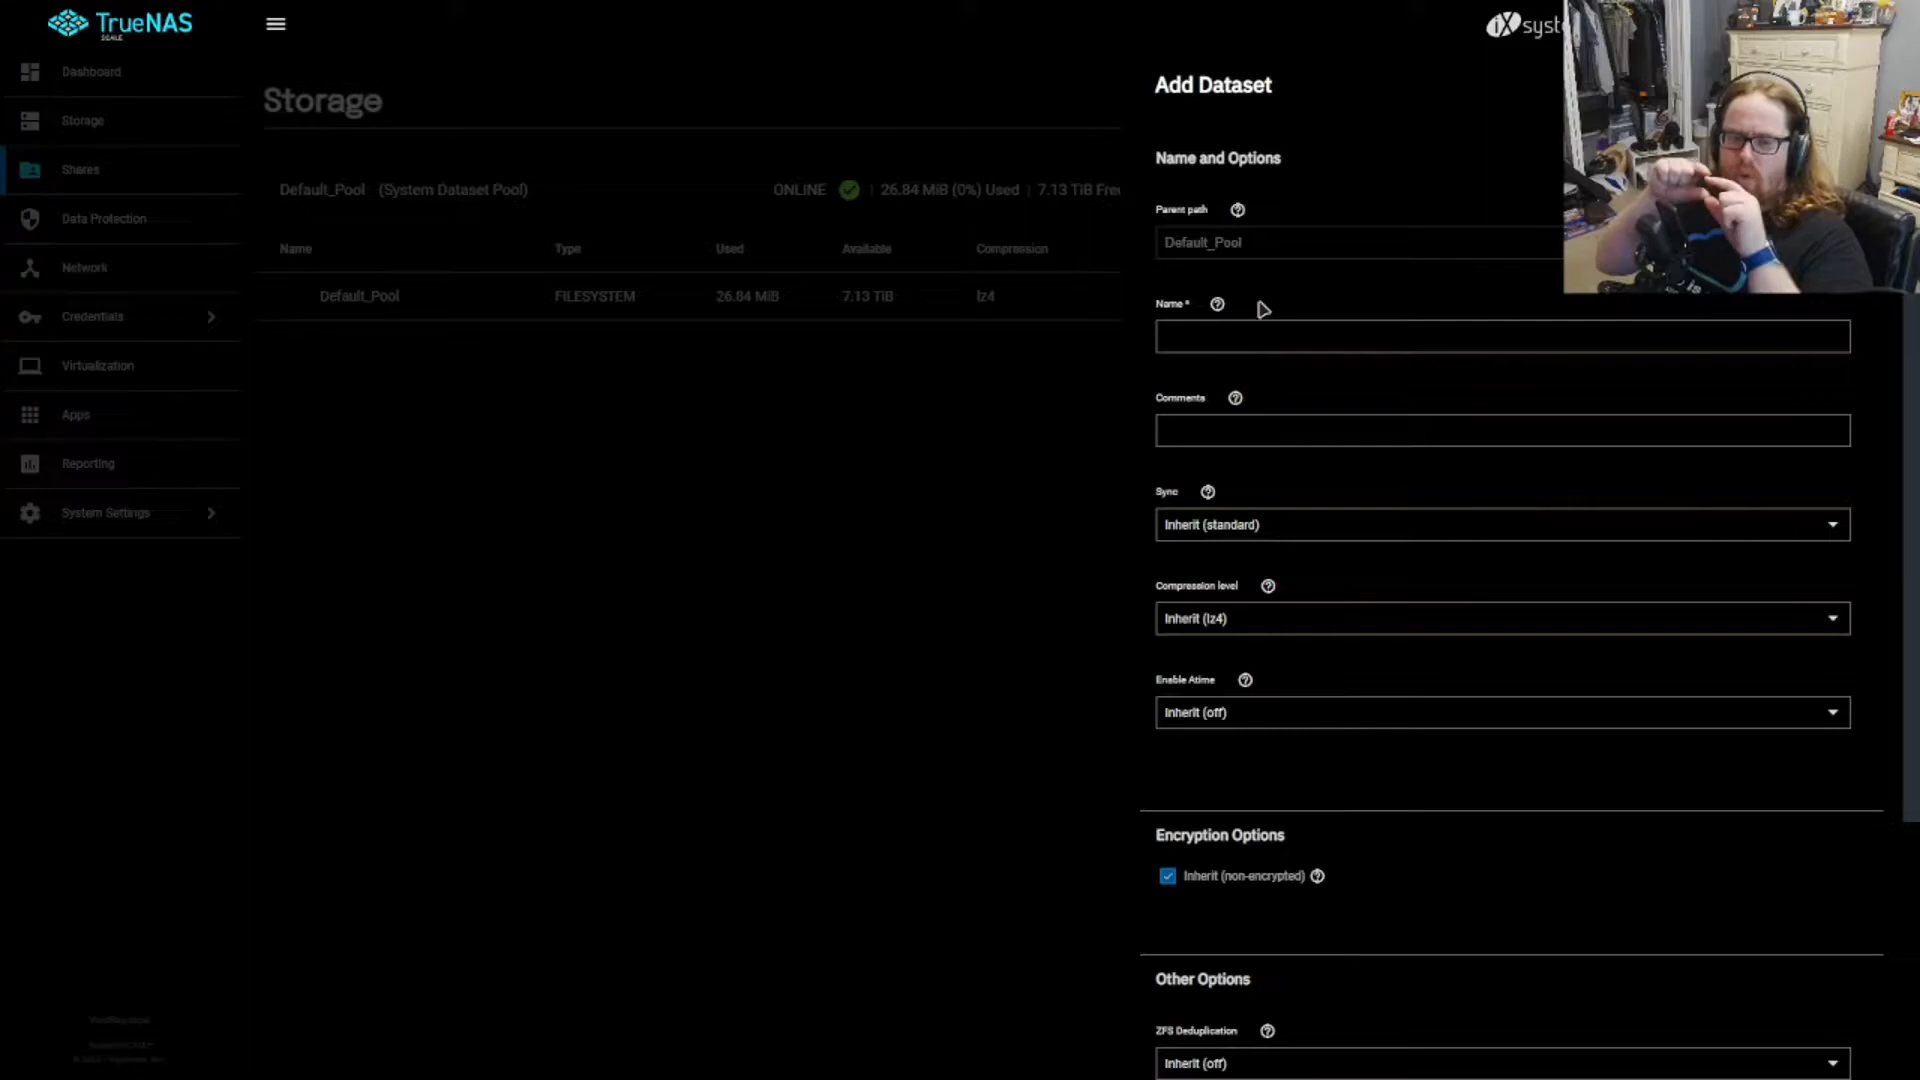 TrueNAS
SCALE
iXsyste
Dashboard
Storage
Shares
Data Protection
Network
Credentials
Virtualization
Apps
Reporting
System Settings
Storage
Default_Pool (System Dataset Pool)
ONLINE | 26.84 MiB (0%) Used | 7.13 TiB Fre
Name Type Used Available Compression
Default_Pool FILESYSTEM 26.84 MiB 7.13 TiB lz4
Add Dataset
Name and Options
Parent path
Default_Pool
Name *
Comments
Sync
Inherit (standard)
Compression level
Inherit (lz4)
Enable Atime
Inherit (off)
Encryption Options
Inherit (non-encrypted)
Other Options
ZFS Deduplication
Inherit (off)